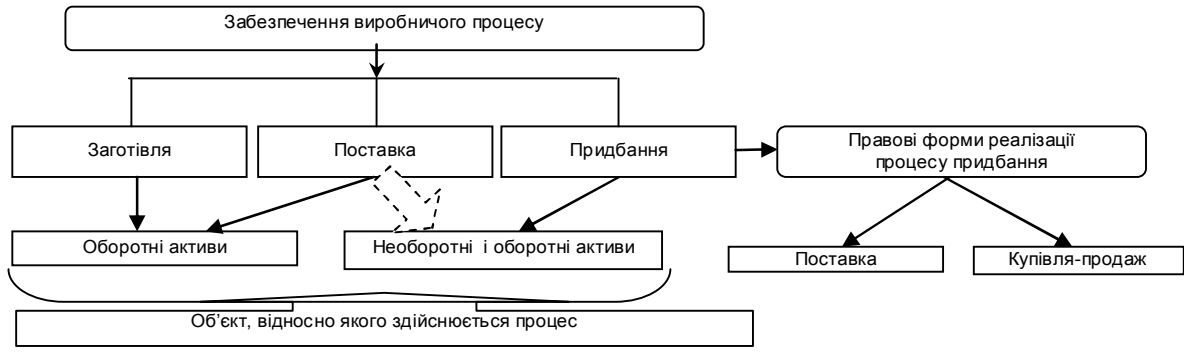 Забезпечення виробничого процесу
Заготівля
Поставка
Придбання
Правові форми реалізації
процесу придбання
Оборотні активи
Необоротні і оборотні активи
Поставка
Купівля-продаж
Об’єкт, відносно якого здійснюється процес